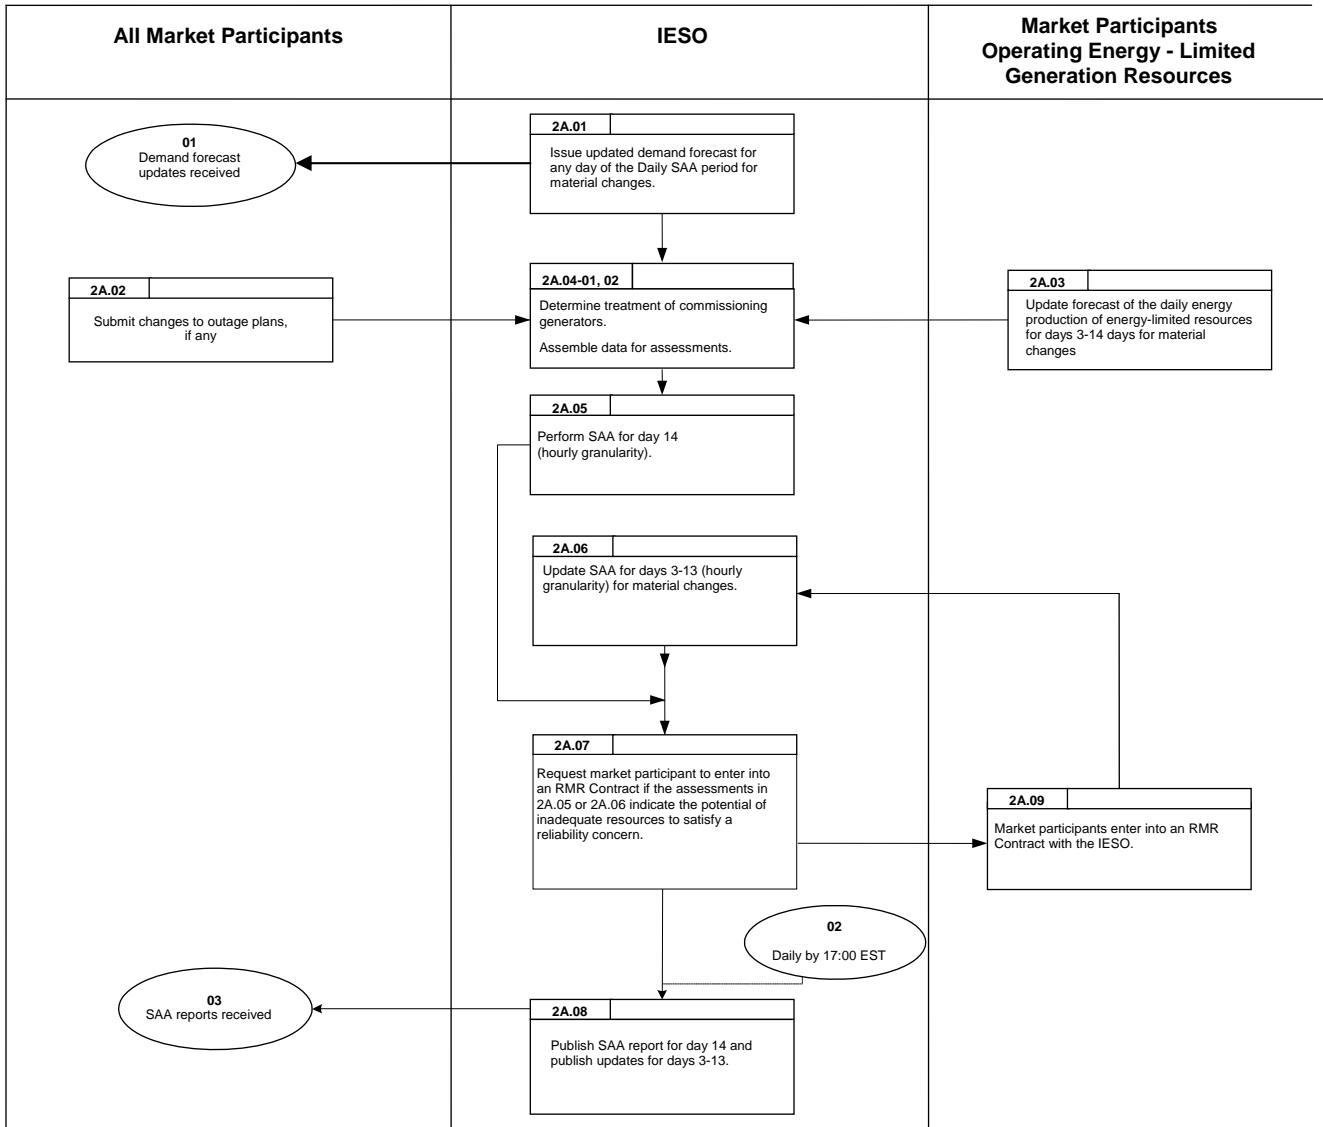 All Market Participants
IESO
Market Participants
Operating Energy - Limited
Generation Resources
01
Demand forecast
updates received
2A.01
Issue updated demand forecast for
any day of the Daily SAA period for
material changes.
2A.02
Submit changes to outage plans,
if any
2A.04-01, 02
Determine treatment of commissioning
generators.
Assemble data for assessments.
2A.03
Update forecast of the daily energy
production of energy-limited resources
for days 3-14 days for material
changes
2A.05
Perform SAA for day 14
(hourly granularity).
2A.06
Update SAA for days 3-13 (hourly
granularity) for material changes.
2A.07
Request market participant to enter into
an RMR Contract if the assessments in
2A.05 or 2A.06 indicate the potential of
inadequate resources to satisfy a
reliability concern.
2A.09
Market participants enter into an RMR
Contract with the IESO.
02
Daily by 17:00 EST
03
SAA reports received
2A.08
Publish SAA report for day 14 and
publish updates for days 3-13.